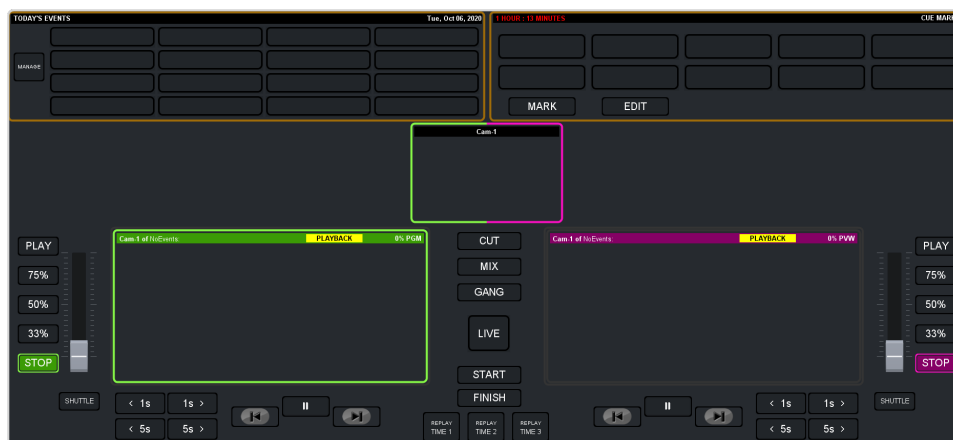 TODAY'S EVENTS Tue, Oct 06, 2020
1 HOUR : 13 MINUTES CUE MARK
MANAGE
MARK EDIT
Cam-1
Cam-1 of NoEvents: PLAYBACK 0% PGM
Cam-1 of NoEvents: PLAYBACK 0% PVW
PLAY
75%
50%
33%
STOP
SHUTTLE
< 1s 1s >
< 5s 5s >
CUT
MIX
GANG
LIVE
START
FINISH
REPLAY TIME 1
REPLAY TIME 2
REPLAY TIME 3
PLAY
75%
50%
33%
STOP
< 1s 1s >
< 5s 5s >
SHUTTLE